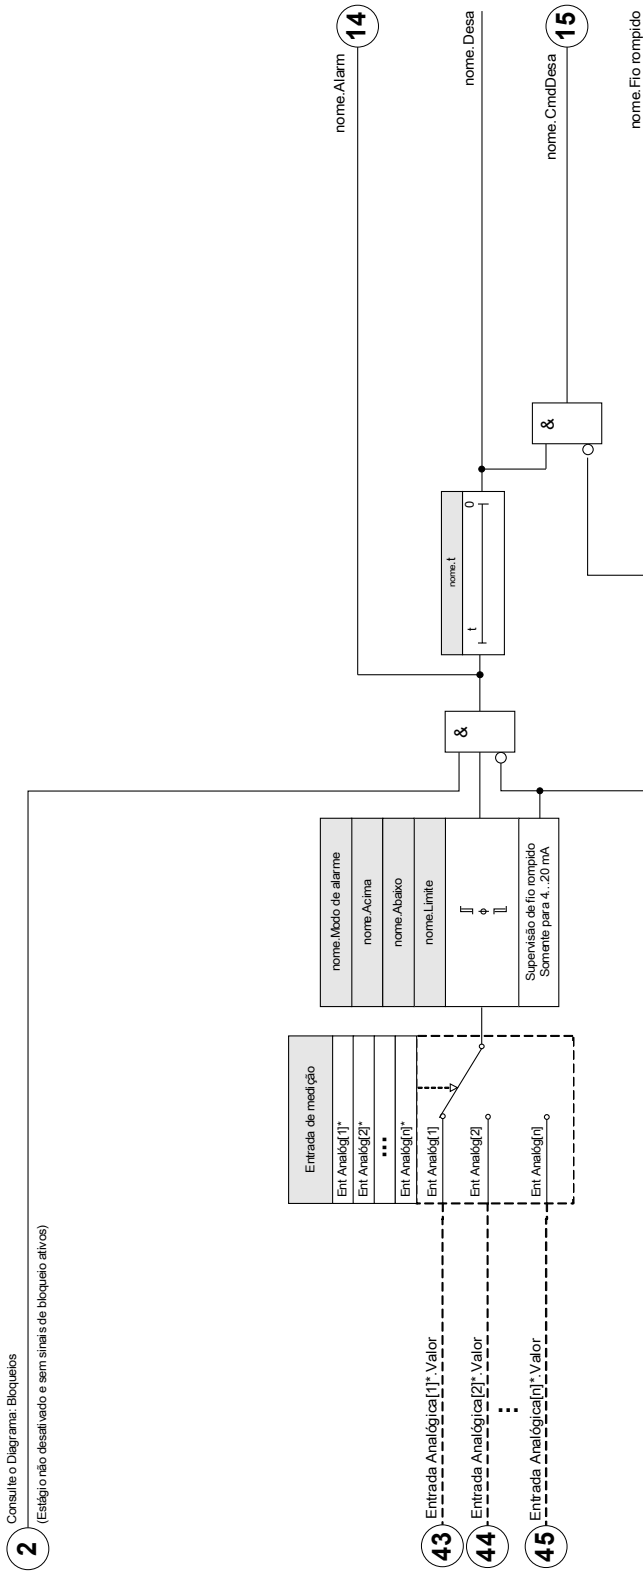 2
Consulte o Diagrama: Bloqueios
(Estágio não desativado e sem sinais de bloqueio ativos)
43
Entrada Analógica[1]*.Valor
44
Entrada Analógica[2]*.Valor
...
45
Entrada Analógica[n]*.Valor
Entrada de medição
Ent Analóg[1]*
Ent Analóg[2]*
...
Ent Analóg[n]*
Ent Analóg[1]
Ent Analóg[2]
Ent Analóg[n]
nome.Modo de alarme
nome.Acima
nome.Abaixo
nome.Limite
φ
Supervisão de fio rompido
Somente para 4...20 mA
&
nome.t
t
0
&
nome.Alarm
14
nome.Desa
nome.CmdDesa
15
nome.Fio rompido